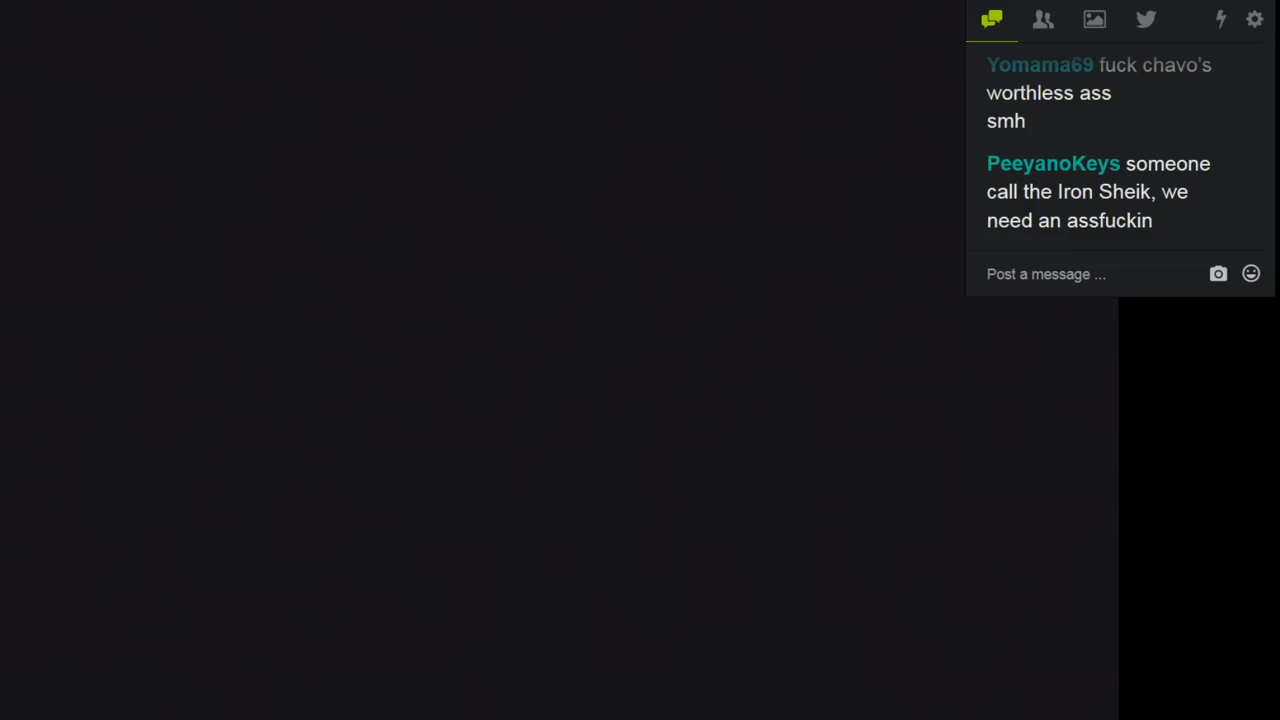 Yomama69 fuck chavo's
worthless ass
smh
PeeyanoKeys someone
call the Iron Sheik, we
need an assfuckin
Post a message ...